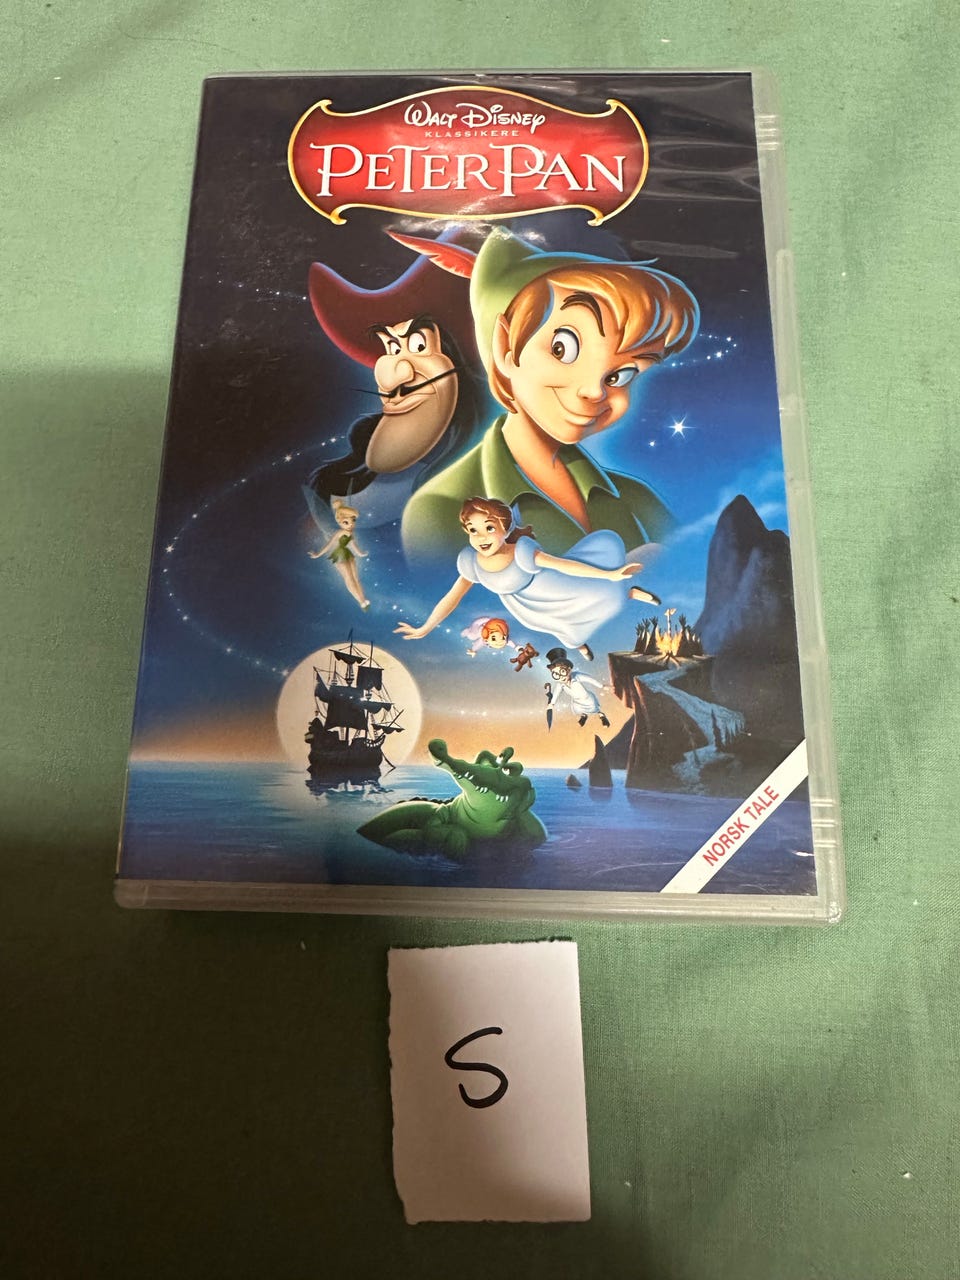 Walt Disney
KLASSIKERE
PETER PAN
NORSK TALE
S